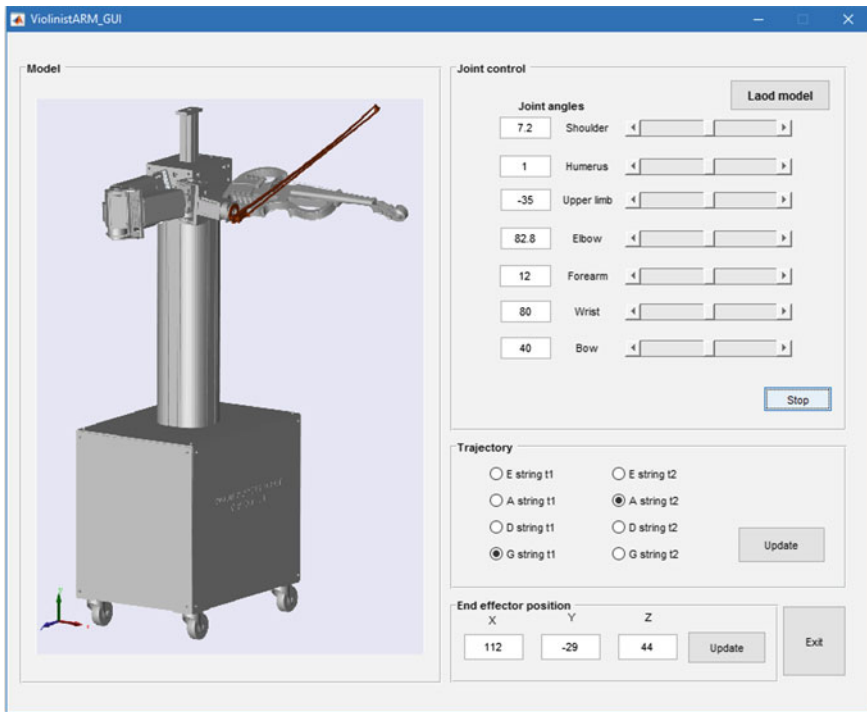 ViolinistARM_GUI
Model
Joint control
Laod model
Joint angles
7.2 Shoulder
1 Humerus
-35 Upper limb
82.8 Elbow
12 Forearm
80 Wrist
40 Bow
Stop
Trajectory
E string t1 E string t2
A string t1 A string t2
D string t1 D string t2
G string t1 G string t2
Update
End effector position
X Y Z
112 -29 44 Update
Exit